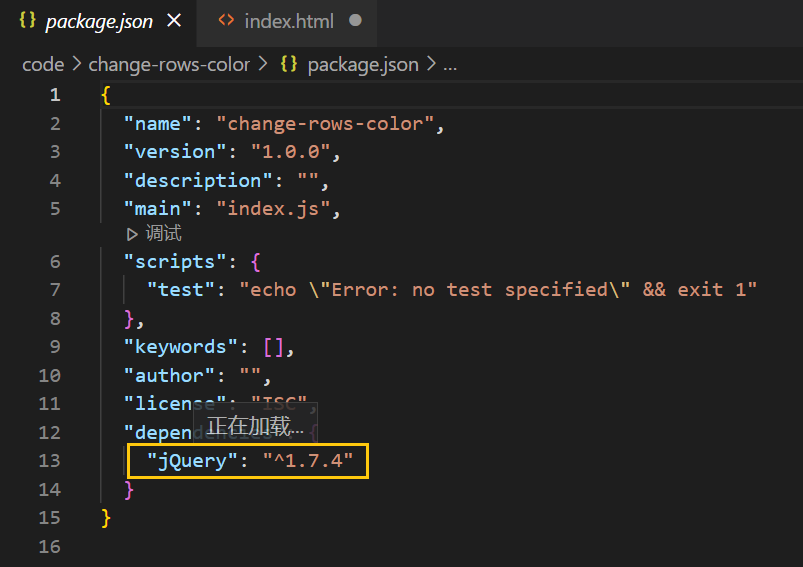 {} package.json × <> index.html ●
code > change-rows-color > {} package.json > ...
1 {
2 "name": "change-rows-color",
3 "version": "1.0.0",
4 "description": "",
5 "main": "index.js",
▷ 调试
6 "scripts": {
7 "test": "echo \"Error: no test specified\" && exit 1"
8 },
9 "keywords": [],
10 "author": "",
11 "license": "ISC",
正在加载...
12 "dependencies": {
13 "jQuery": "^1.7.4"
14 }
15 }
16